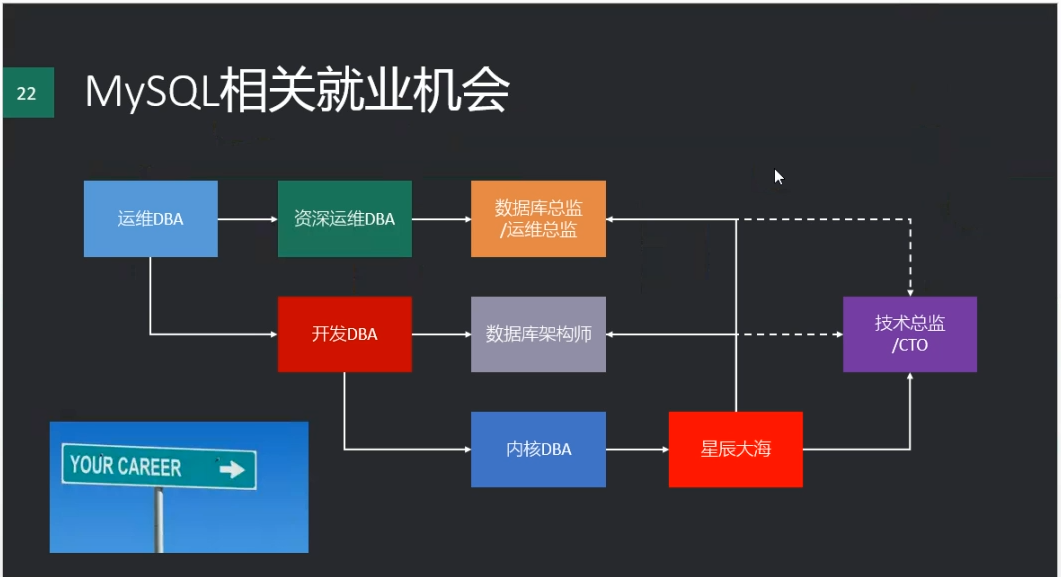 22
MySQL相关就业机会
运维DBA
资深运维DBA
数据库总监
/运维总监
开发DBA
数据库架构师
技术总监
/CTO
内核DBA
星辰大海
YOUR CAREER